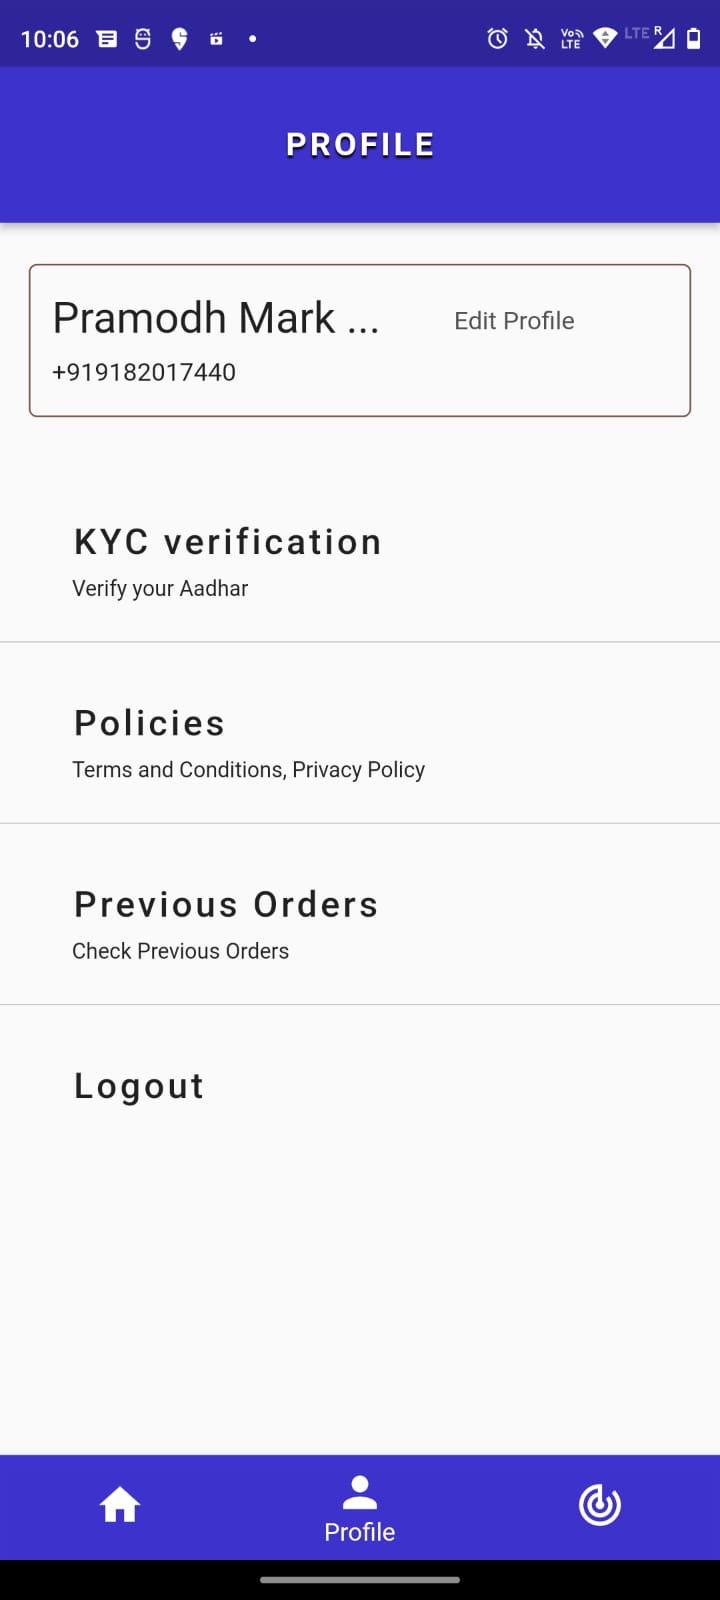 10:06
Vo))
LTE
LTE R
PROFILE
Pramodh Mark ...
Edit Profile
+919182017440
KYC verification
Verify your Aadhar
Policies
Terms and Conditions, Privacy Policy
Previous Orders
Check Previous Orders
Logout
Profile